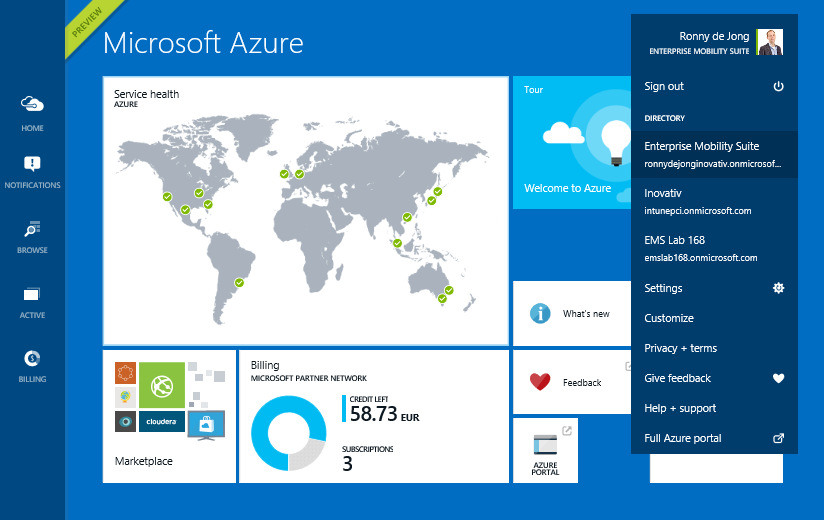 PREVIEW
Microsoft Azure
HOME
NOTIFICATIONS
BROWSE
ACTIVE
BILLING
Service health
AZURE
Tour
Welcome to Azure
What's new
Feedback
AZURE
PORTAL
cloudera
Marketplace
Billing
MICROSOFT PARTNER NETWORK
CREDIT LEFT
58.73 EUR
SUBSCRIPTIONS
3
Ronny de Jong
ENTERPRISE MOBILITY SUITE
Sign out
DIRECTORY
Enterprise Mobility Suite
ronnydejonginovativ.onmicrosof...
Inovativ
intunepci.onmicrosoft.com
EMS Lab 168
emslab168.onmicrosoft.com
Settings
Customize
Privacy + terms
Give feedback
Help + support
Full Azure portal